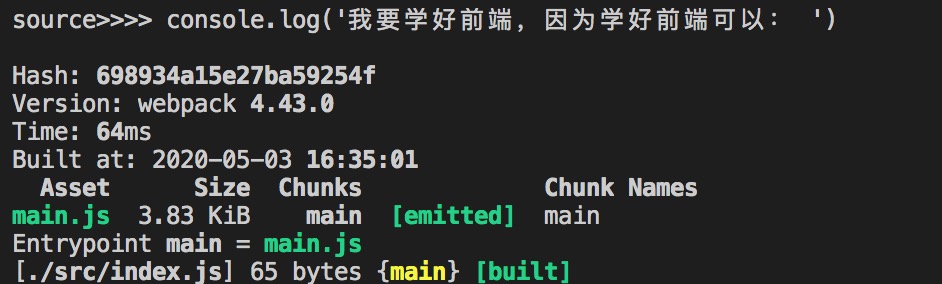 source>>>> console.log('我要学好前端，因为学好前端可以： ')
Hash: 698934a15e27ba59254f
Version: webpack 4.43.0
Time: 64ms
Built at: 2020-05-03 16:35:01
Asset Size Chunks Chunk Names
main.js 3.83 KiB main [emitted] main
Entrypoint main = main.js
[./src/index.js] 65 bytes {main} [built]